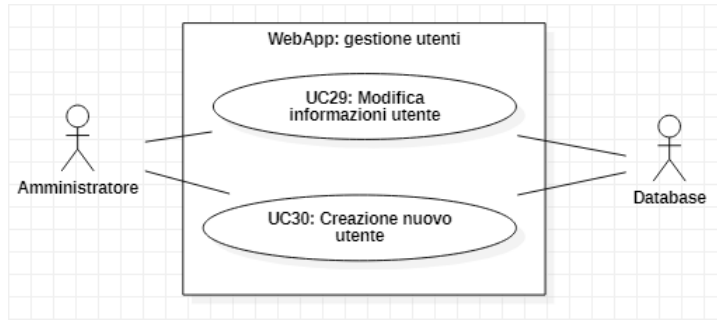 WebApp: gestione utenti
UC29: Modifica
informazioni utente
Amministratore
Database
UC30: Creazione nuovo
utente